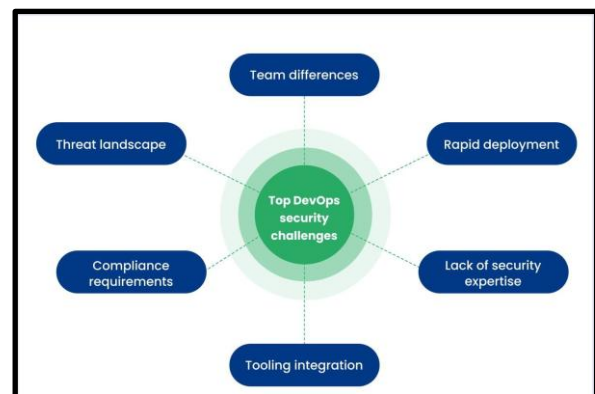 Team differences
Threat landscape
Rapid deployment
Top DevOps
security
challenges
Compliance
requirements
Lack of security
expertise
Tooling integration